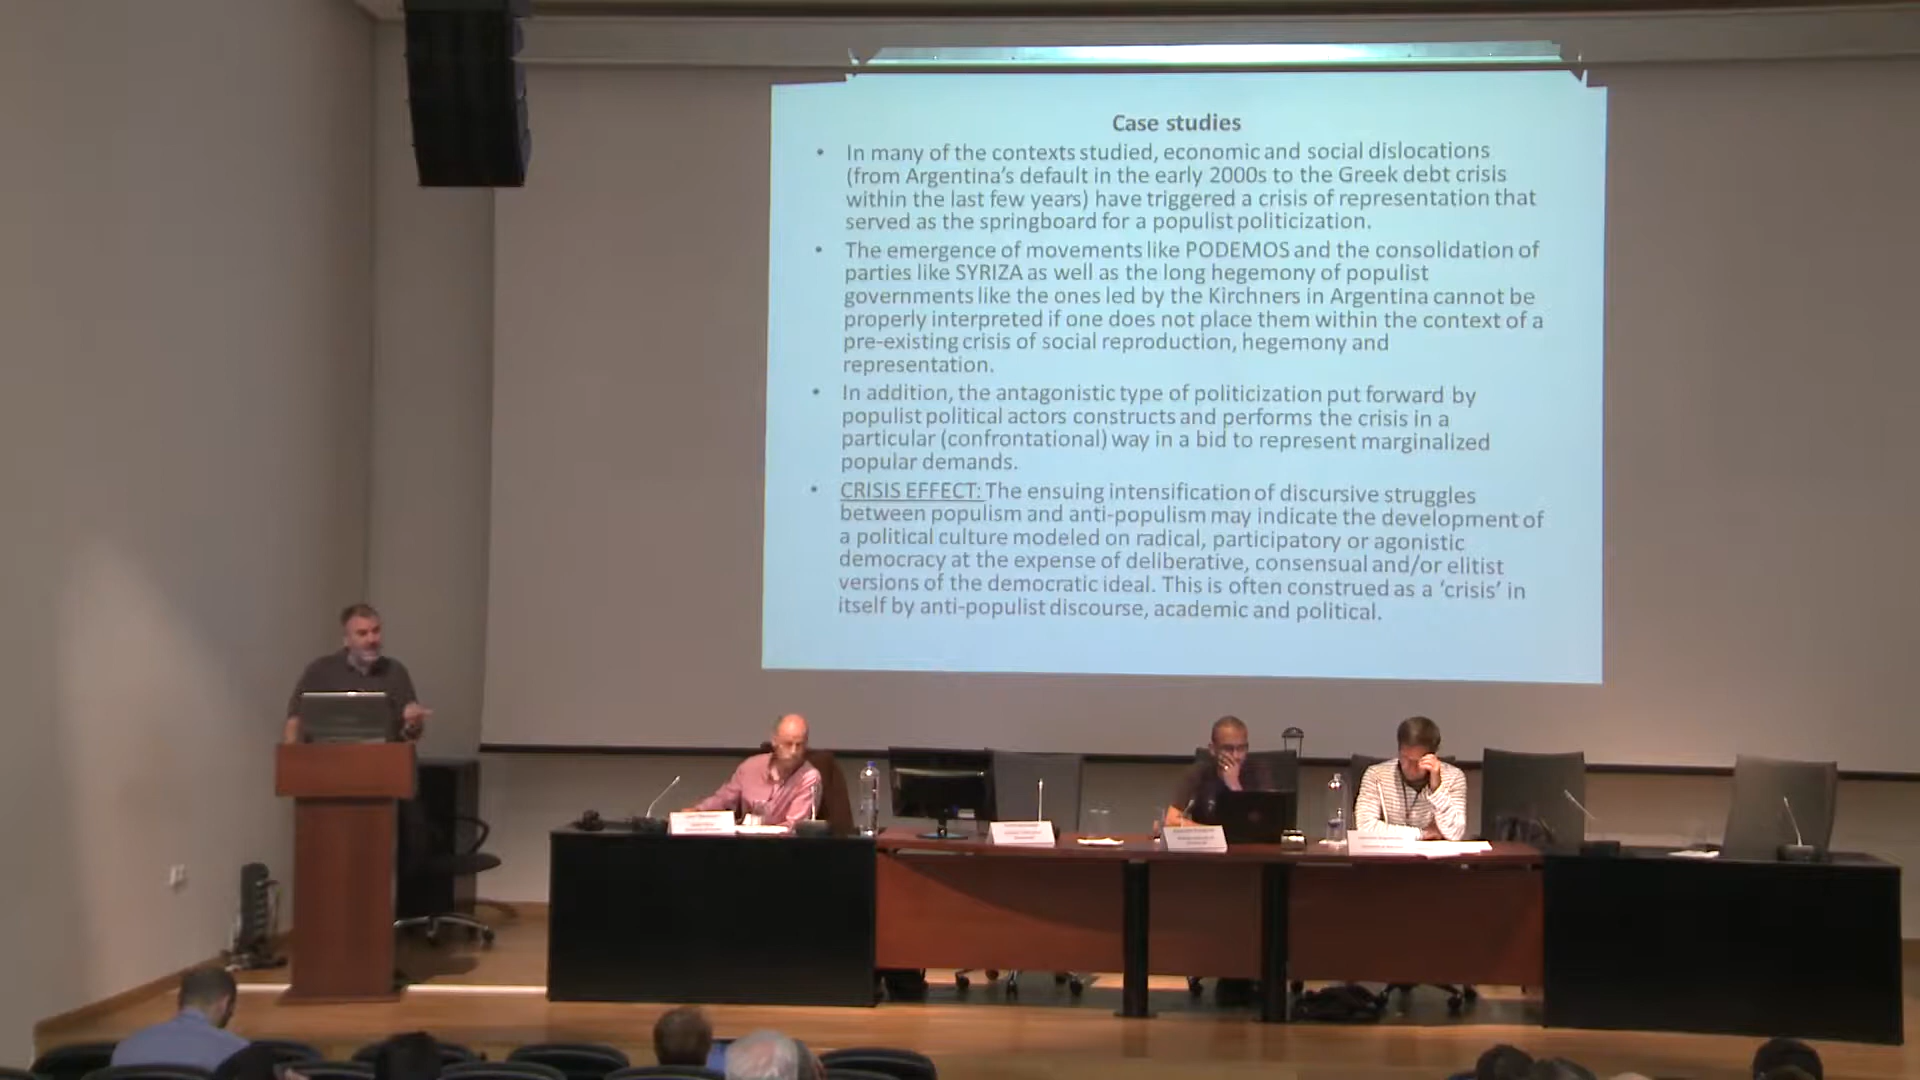 Case studies
• In many of the contexts studied, economic and social dislocations
(from Argentina's default in the early 2000s to the Greek debt crisis
within the last few years) have triggered a crisis of representation that
served as the springboard for a populist politicization.
• The emergence of movements like PODEMOS and the consolidation of
parties like SYRIZA as well as the long hegemony of populist
governments like the ones led by the Kirchners in Argentina cannot be
properly interpreted if one does not place them within the context of a
pre-existing crisis of social reproduction, hegemony and
representation.
• In addition, the antagonistic type of politicization put forward by
populist political actors constructs and performs the crisis in a
particular (confrontational) way in a bid to represent marginalized
popular demands.
• CRISIS EFFECT: The ensuing intensification of discursive struggles
between populism and anti-populism may indicate the development of
a political culture modeled on radical, participatory or agonistic
democracy at the expense of deliberative, consensual and/or elitist
versions of the democratic ideal. This is often construed as a 'crisis' in
itself by anti-populist discourse, academic and political.